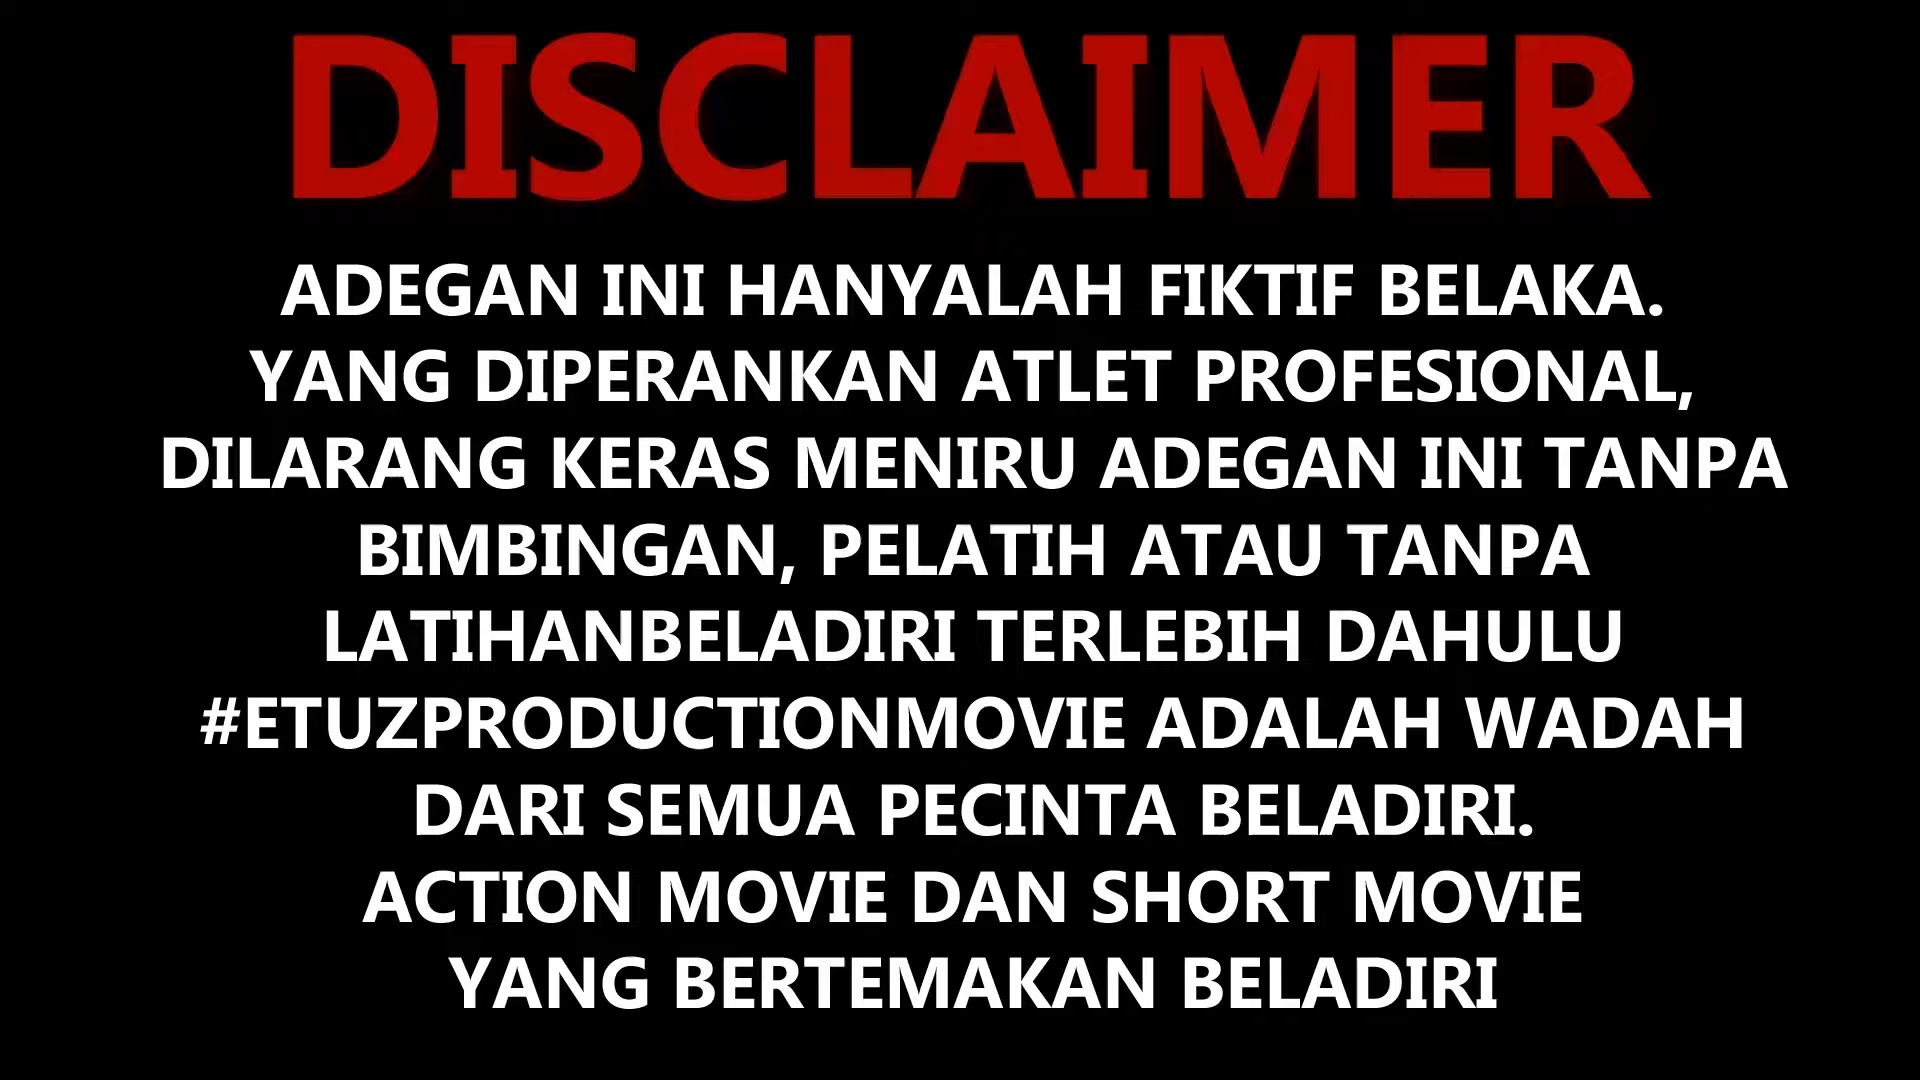 DISCLAIMER
ADEGAN INI HANYALAH FIKTIF BELAKA.
YANG DIPERANKAN ATLET PROFESIONAL,
DILARANG KERAS MENIRU ADEGAN INI TANPA
BIMBINGAN, PELATIH ATAU TANPA
LATIHANBELADIRI TERLEBIH DAHULU
#ETUZPRODUCTIONMOVIE ADALAH WADAH
DARI SEMUA PECINTA BELADIRI.
ACTION MOVIE DAN SHORT MOVIE
YANG BERTEMAKAN BELADIRI